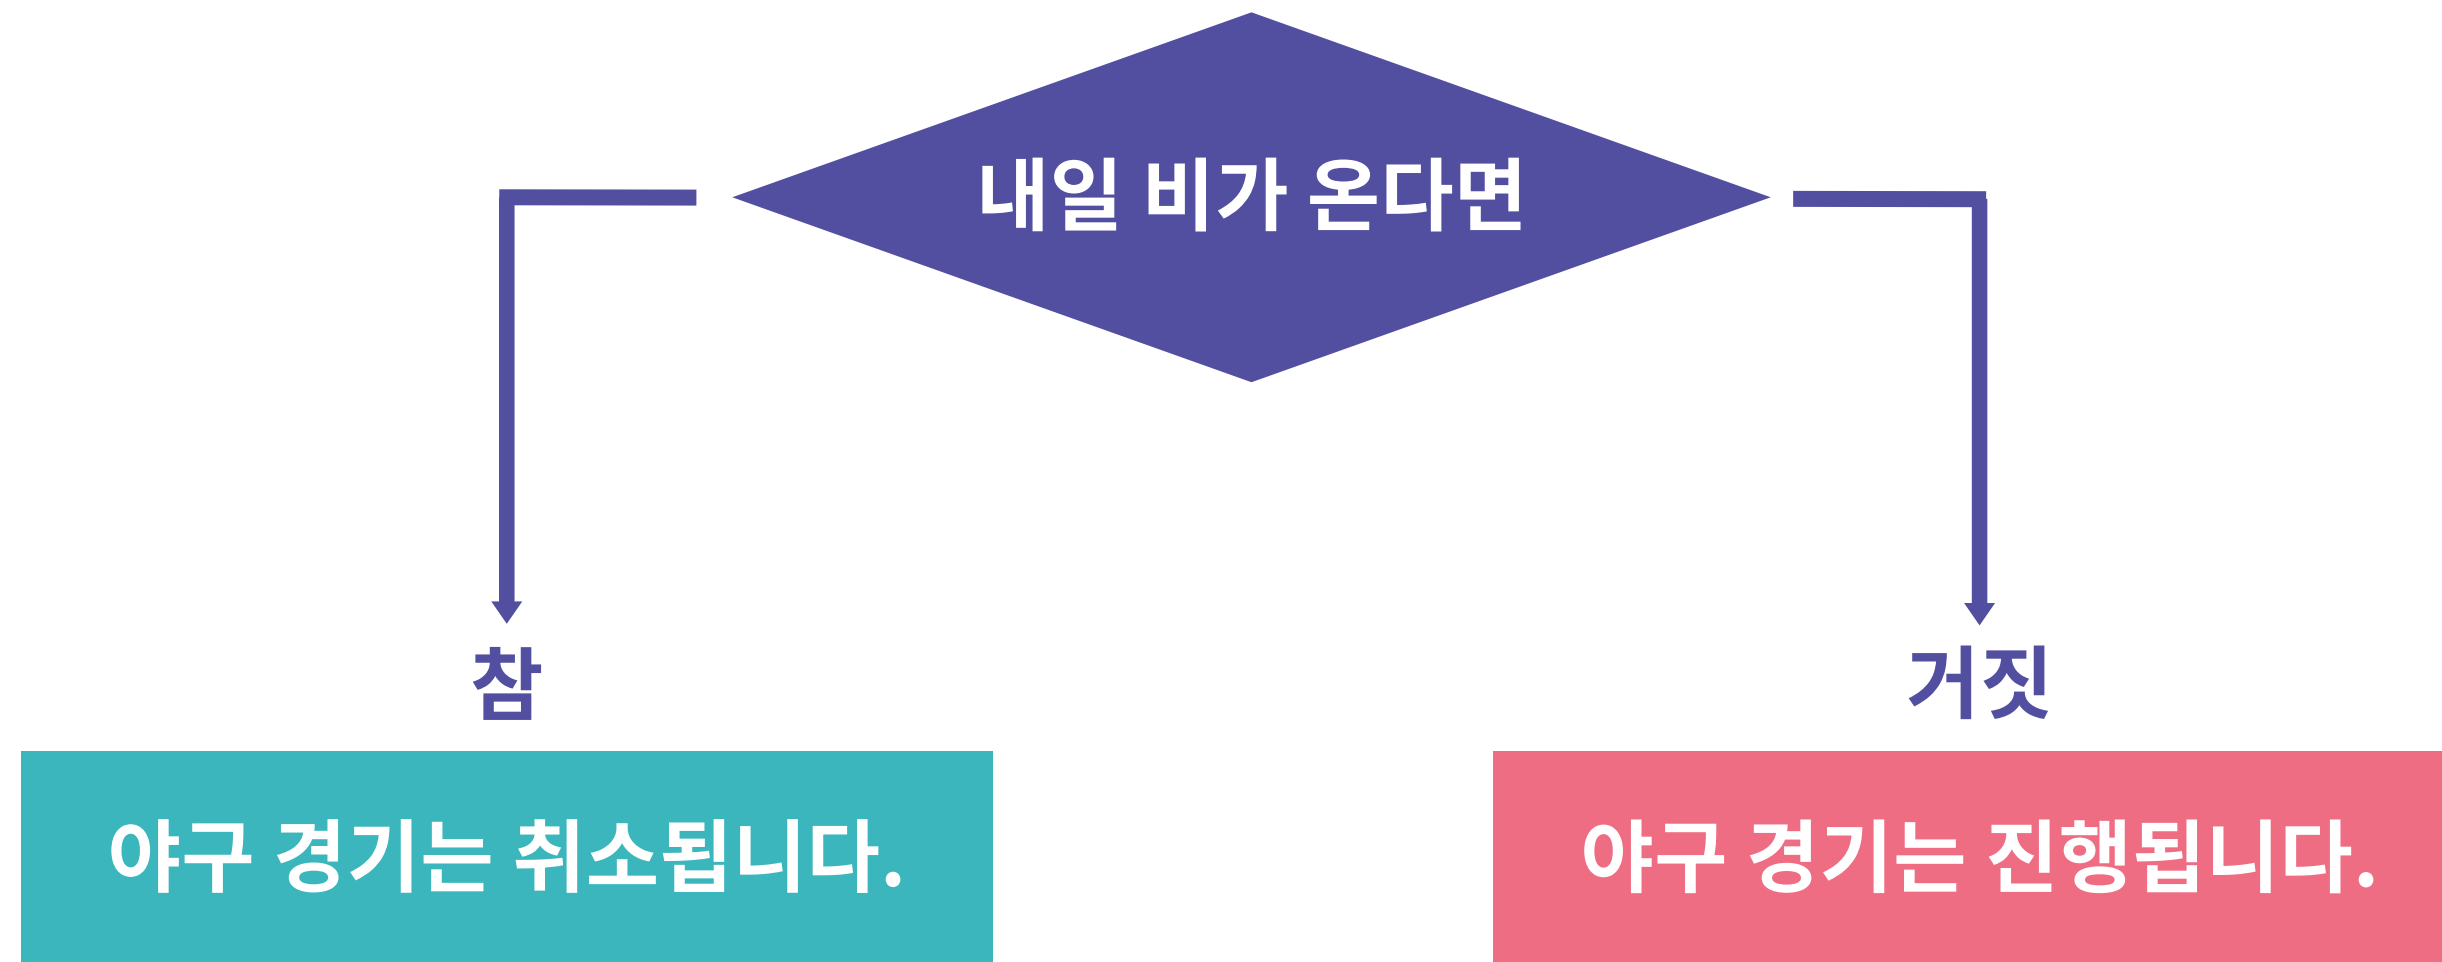 내일 비가 온다면
참
거짓
야구 경기는 취소됩니다.
야구 경기는 진행됩니다.